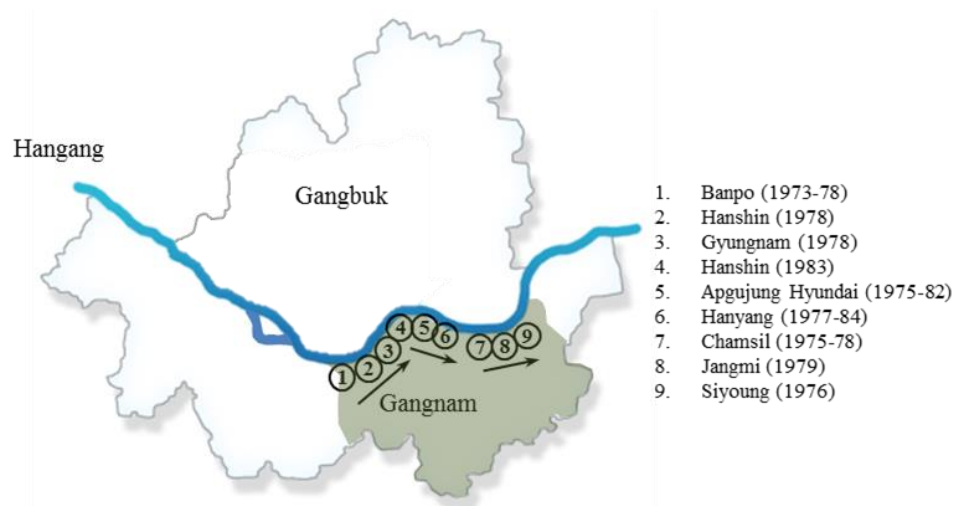 Hangang
Gangbuk
4 5 6
3
2
1
7 8 9
Gangnam
1. Banpo (1973-78)
2. Hanshin (1978)
3. Gyungnam (1978)
4. Hanshin (1983)
5. Apgujung Hyundai (1975-82)
6. Hanyang (1977-84)
7. Chamsil (1975-78)
8. Jangmi (1979)
9. Siyoung (1976)